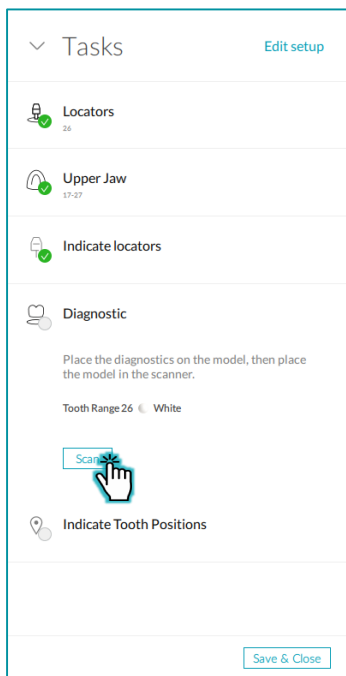 Tasks
Edit setup
Locators
26
Upper Jaw
17-27
Indicate locators
Diagnostic
Place the diagnostics on the model, then place
the model in the scanner.
Tooth Range 26 White
Scan
Indicate Tooth Positions
Save & Close